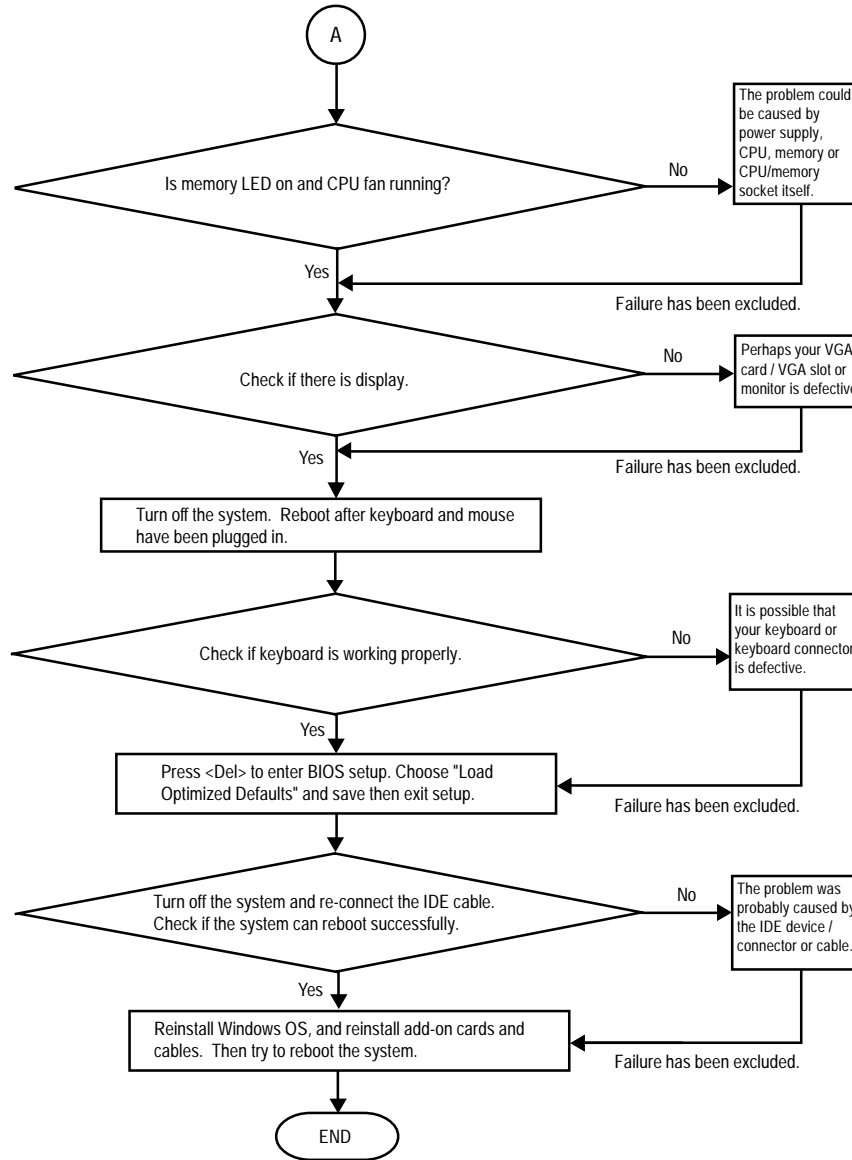 A
Is memory LED on and CPU fan running?
No
The problem could
be caused by
power supply,
CPU, memory or
CPU/memory
socket itself.
Yes
Failure has been excluded.
Check if there is display.
No
Perhaps your VGA
card / VGA slot or
monitor is defective
Yes
Failure has been excluded.
Turn off the system. Reboot after keyboard and mouse
have been plugged in.
Check if keyboard is working properly.
No
It is possible that
your keyboard or
keyboard connector
is defective.
Yes
Press <Del> to enter BIOS setup. Choose "Load
Optimized Defaults" and save then exit setup.
Failure has been excluded.
Turn off the system and re-connect the IDE cable.
Check if the system can reboot successfully.
No
The problem was
probably caused by
the IDE device /
connector or cable.
Yes
Reinstall Windows OS, and reinstall add-on cards and
cables. Then try to reboot the system.
Failure has been excluded.
END